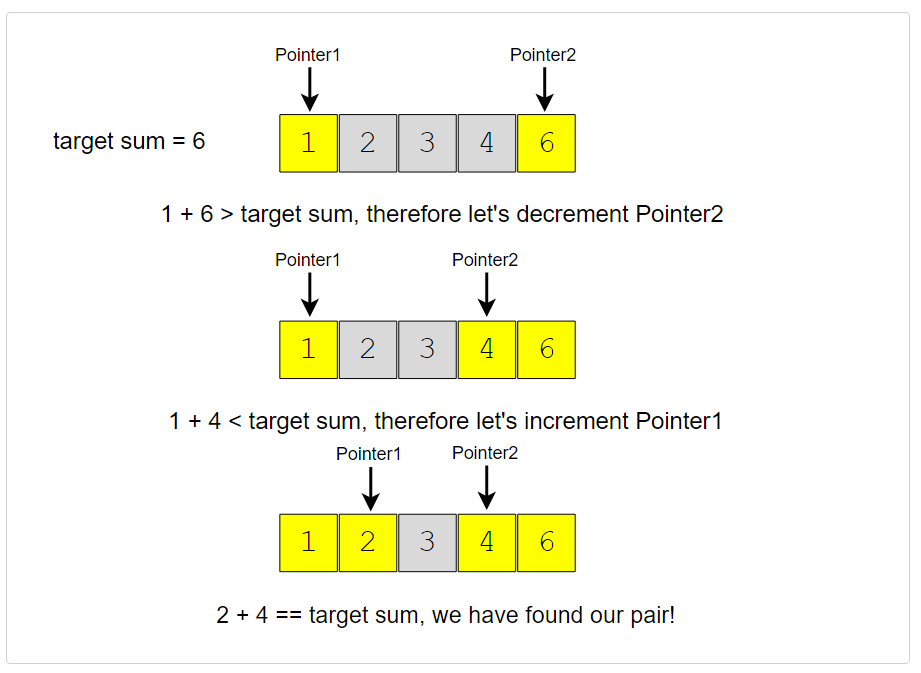 Pointer1 Pointer2
target sum = 6
1 2 3 4 6
1 + 6 > target sum, therefore let's decrement Pointer2
Pointer1 Pointer2
1 2 3 4 6
1 + 4 < target sum, therefore let's increment Pointer1
Pointer1 Pointer2
1 2 3 4 6
2 + 4 == target sum, we have found our pair!